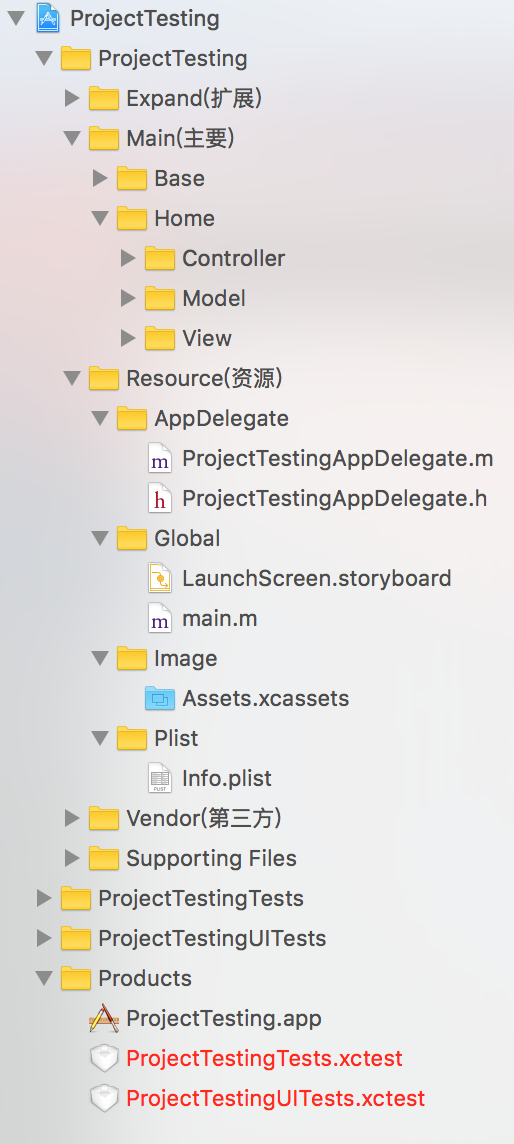 ProjectTesting
ProjectTesting
Expand(扩展)
Main(主要)
Base
Home
Controller
Model
View
Resource(资源)
AppDelegate
m ProjectTestingAppDelegate.m
h ProjectTestingAppDelegate.h
Global
LaunchScreen.storyboard
m main.m
Image
Assets.xcassets
Plist
PLIST Info.plist
Vendor(第三方)
Supporting Files
ProjectTestingTests
ProjectTestingUITests
Products
ProjectTesting.app
ProjectTestingTests.xctest
ProjectTestingUITests.xctest